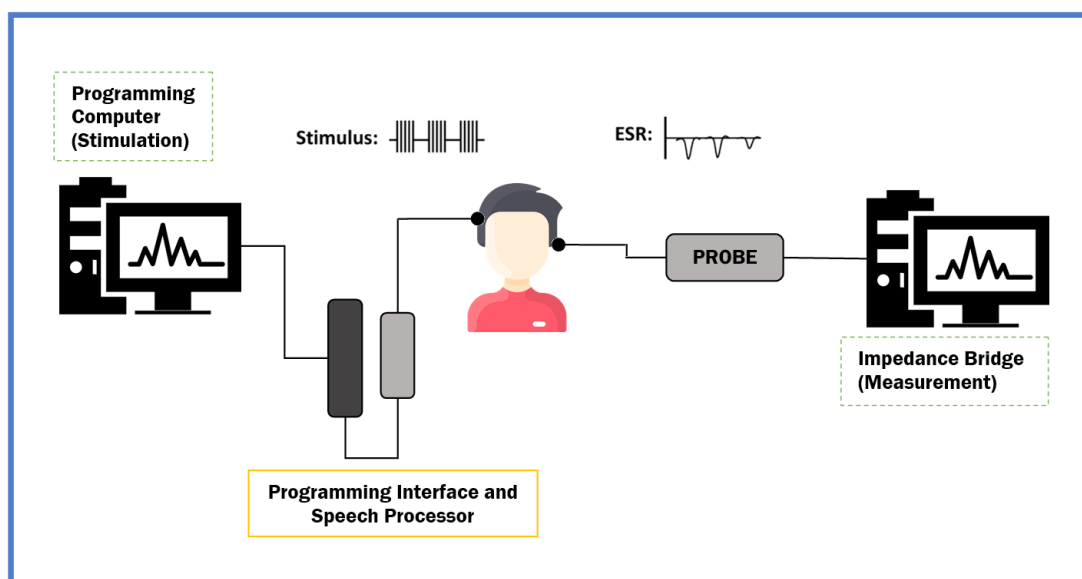 Programming
Computer
(Stimulation)
Stimulus:
ESR:
PROBE
Impedance Bridge
(Measurement)
Programming Interface and
Speech Processor